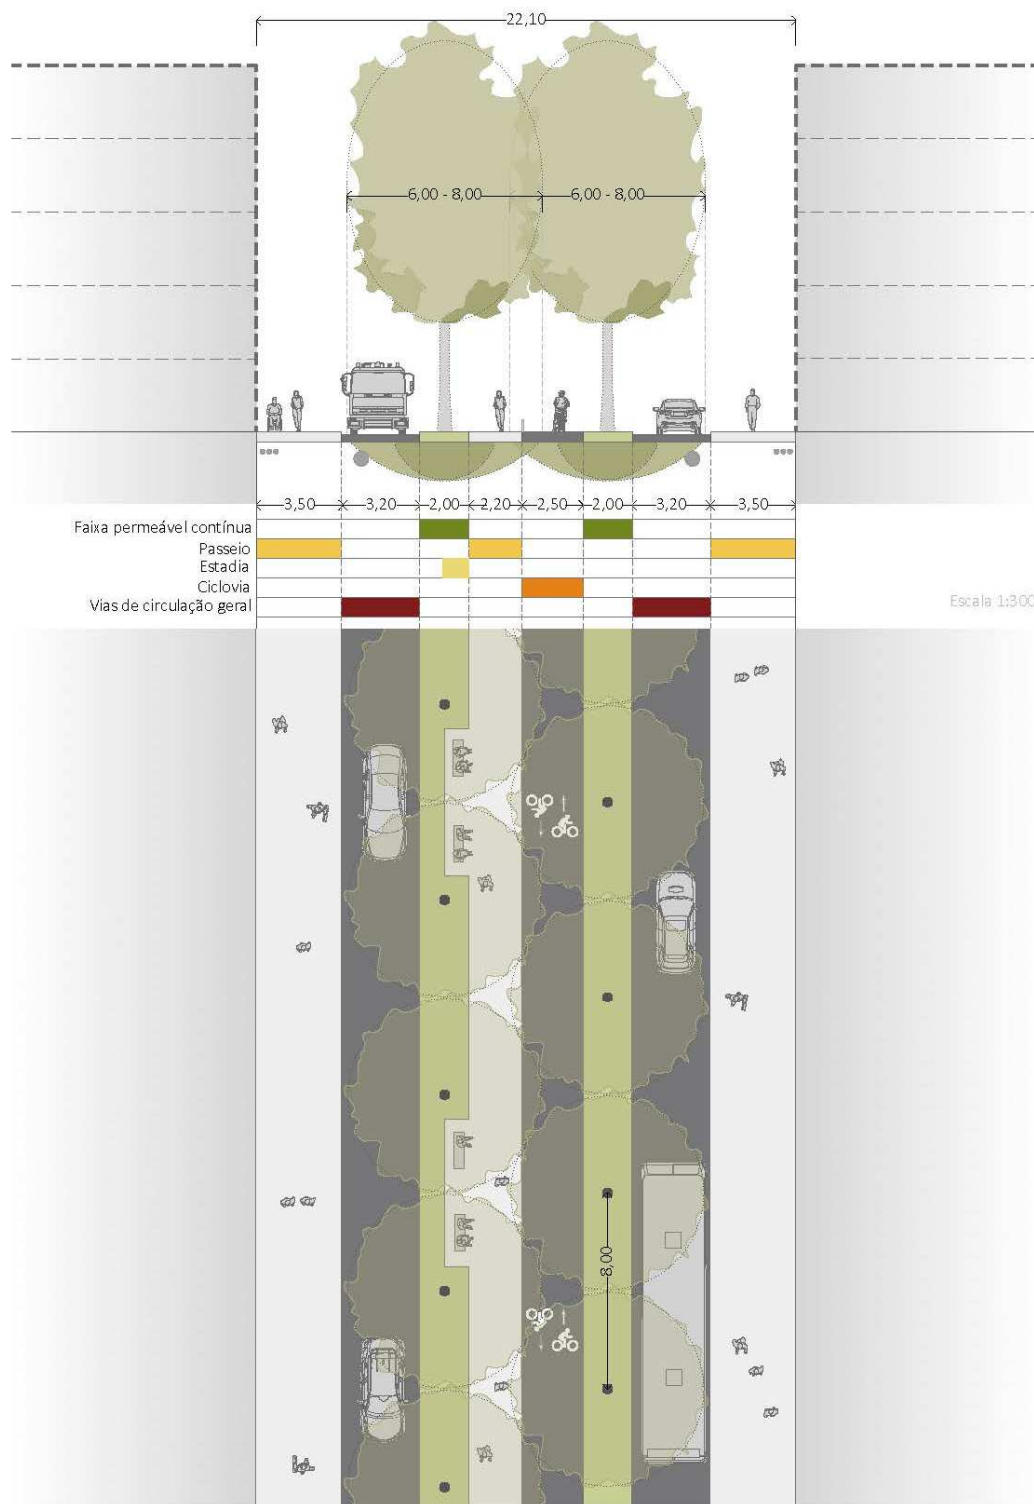 22,10
6,00 - 8,00 6,00 - 8,00
3,50 3,20 2,00 2,20 2,50 2,00 3,20 3,50
Faixa permeável contínua
Passeio
Estadia
Ciclovia
Vias de circulação geral
Escala 1:300
8,00